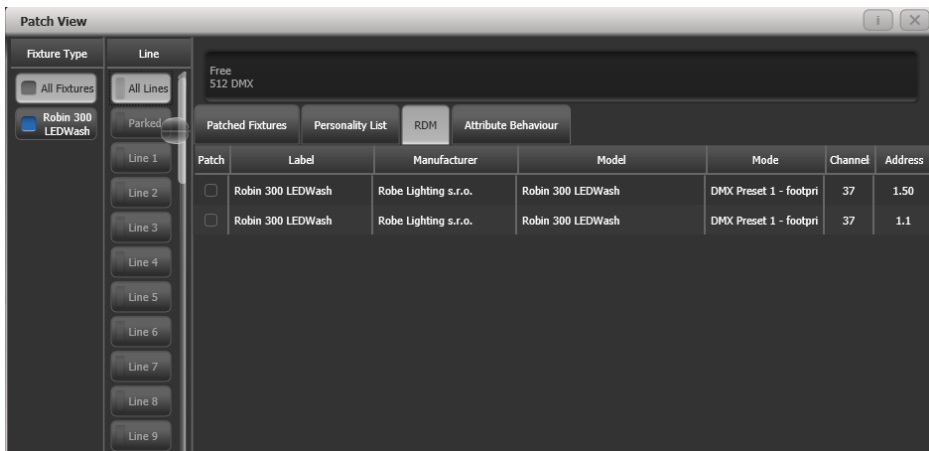 Patch View
i
Fixture Type
Line
All Fixtures
Robin 300
LEDWash
All Lines
Parked
Line 1
Line 2
Line 3
Line 4
Line 5
Line 6
Line 7
Line 8
Line 9
Free
512 DMX
Patched Fixtures Personality List RDM Attribute Behaviour
Patch Label Manufacturer Model Mode Channel Address
Robin 300 LEDWash Robe Lighting s.r.o. Robin 300 LEDWash DMX Preset 1 - footpri 37 1.50
Robin 300 LEDWash Robe Lighting s.r.o. Robin 300 LEDWash DMX Preset 1 - footpri 37 1.1